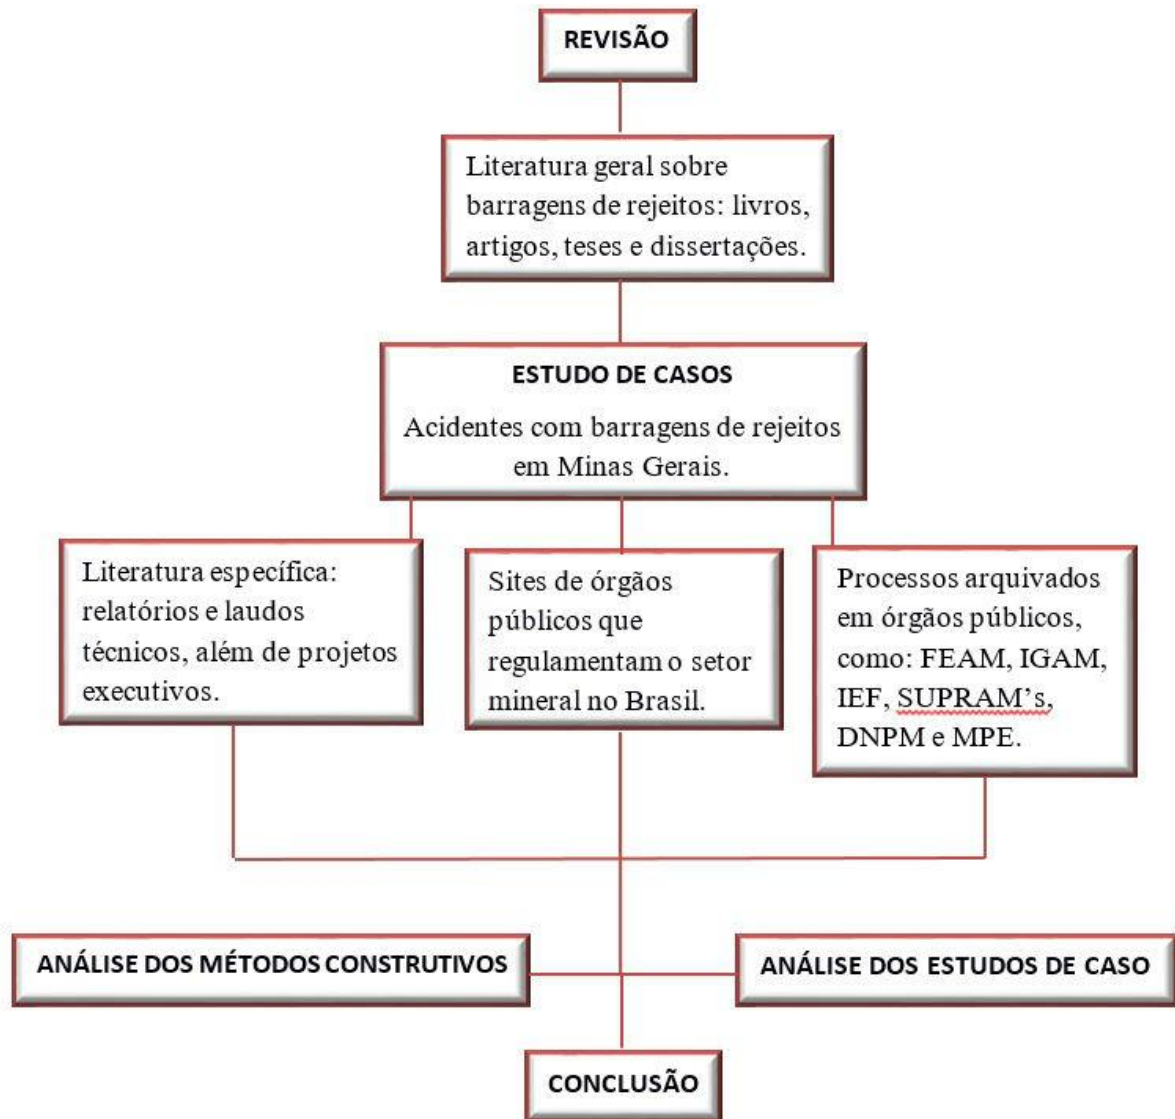 REVISÃO
Literatura geral sobre
barragens de rejeitos: livros,
artigos, teses e dissertações.
ESTUDO DE CASOS
Acidentes com barragens de rejeitos
em Minas Gerais.
Literatura específica:
relatórios e laudos
técnicos, além de projetos
executivos.
Sites de órgãos
públicos que
regulamentam o setor
mineral no Brasil.
Processos arquivados
em órgãos públicos,
como: FEAM, IGAM,
IEF, SUPRAM’s,
DNPM e MPE.
ANÁLISE DOS MÉTODOS CONSTRUTIVOS
ANÁLISE DOS ESTUDOS DE CASO
CONCLUSÃO